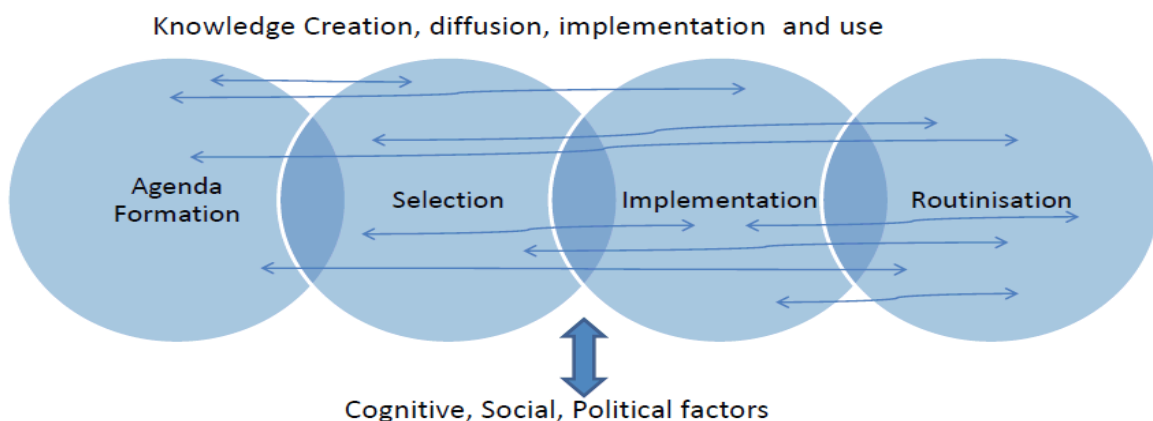 Knowledge Creation, diffusion, implementation and use
Agenda
Formation
Selection
Implementation
Routinisation
Cognitive, Social, Political factors